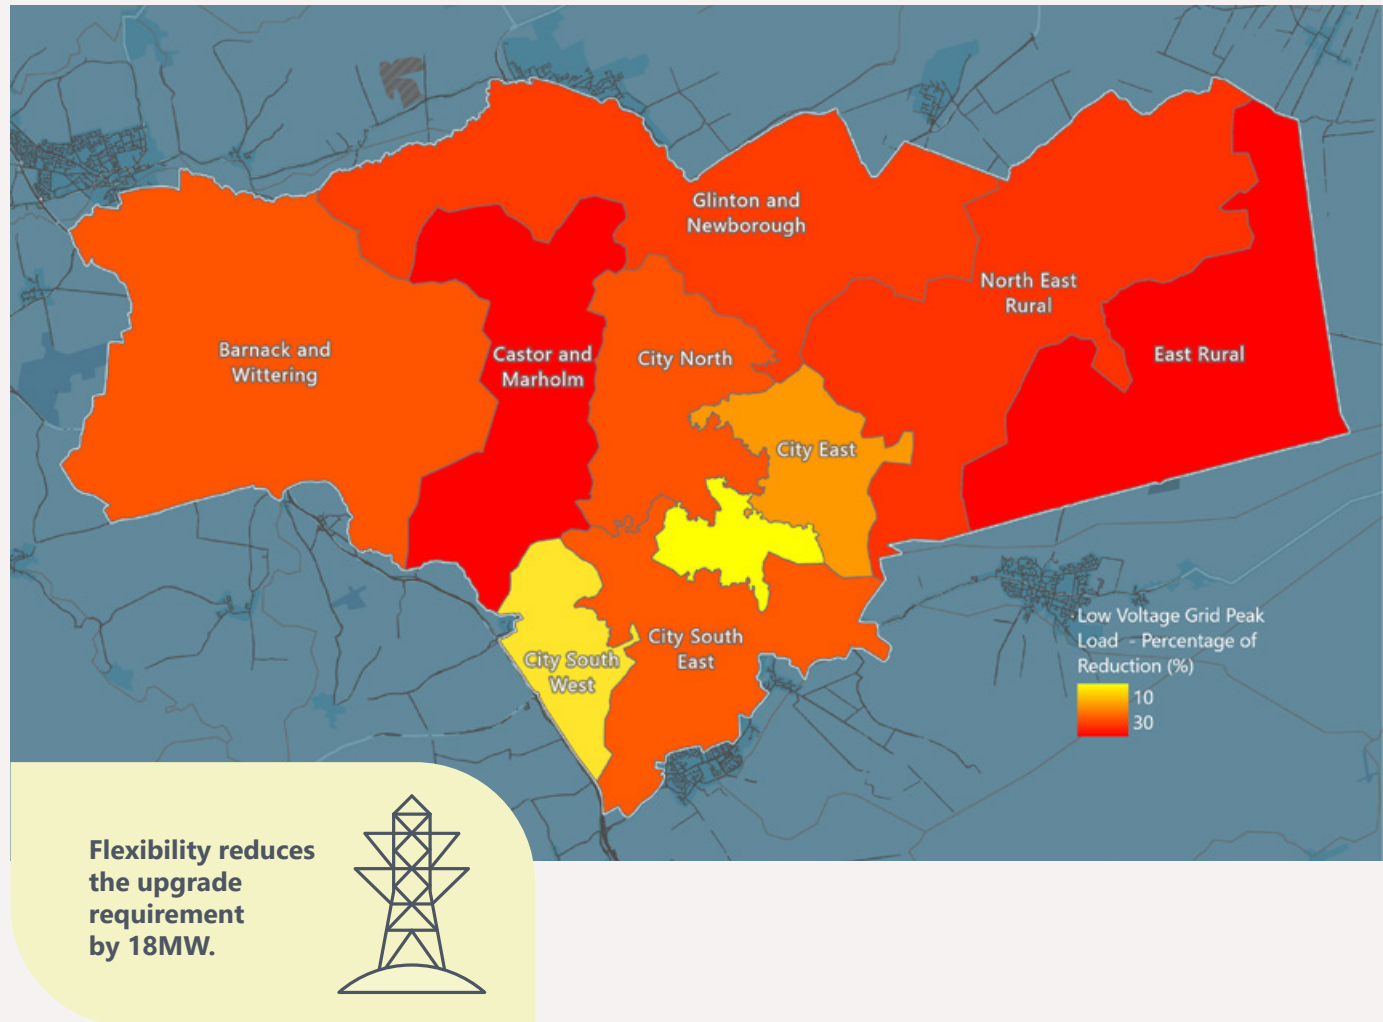 Glinton and
Newborough
North East
Rural
Barnack and
Wittering
Castor and
Marholm
City North
East Rural
City East
City South
East
City South
West
Low Voltage Grid Peak
Load - Percentage of
Reduction (%)
10
30
Flexibility reduces
the upgrade
requirement
by 18MW.